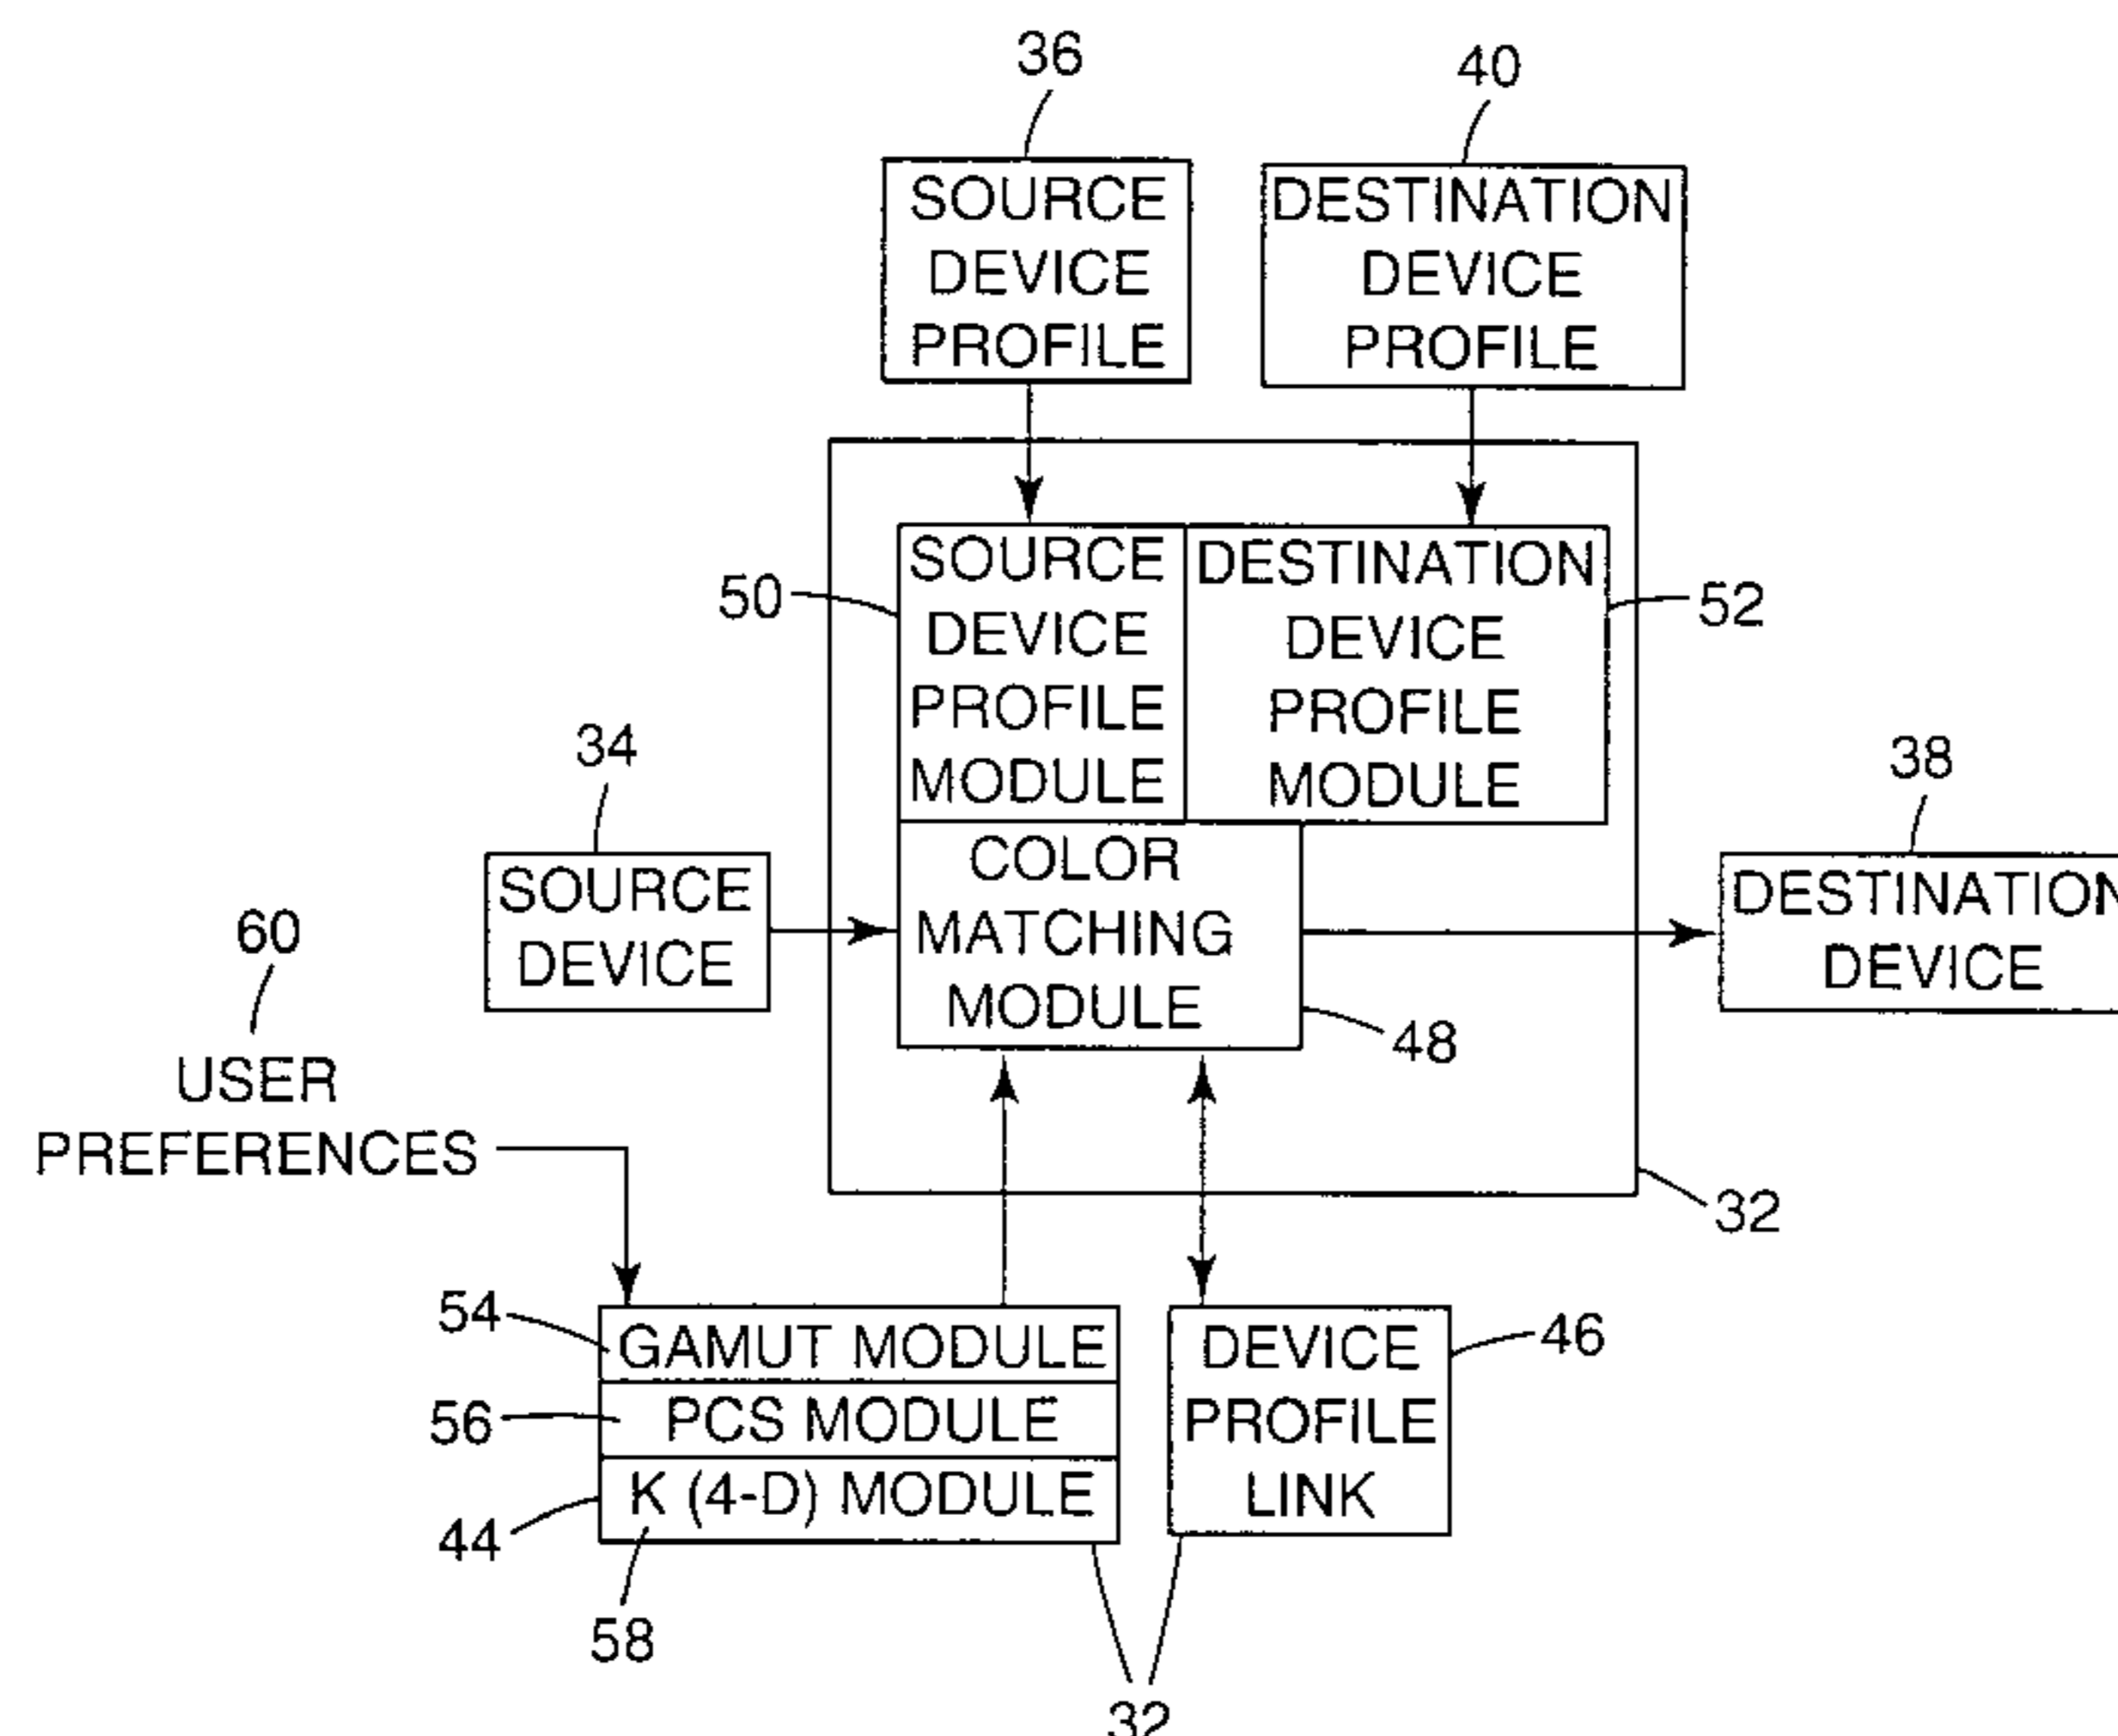 36
40
SOURCE
DEVICE
PROFILE
DESTINATION
DEVICE
PROFILE
50
SOURCE
DEVICE
PROFILE
MODULE
DESTINATION
DEVICE
PROFILE
MODULE
52
34
SOURCE
DEVICE
COLOR
MATCHING
MODULE
48
38
DESTINATION
DEVICE
60
USER
PREFERENCES
32
54
GAMUT MODULE
56
PCS MODULE
44
K (4-D) MODULE
58
DEVICE
PROFILE
LINK
46
32